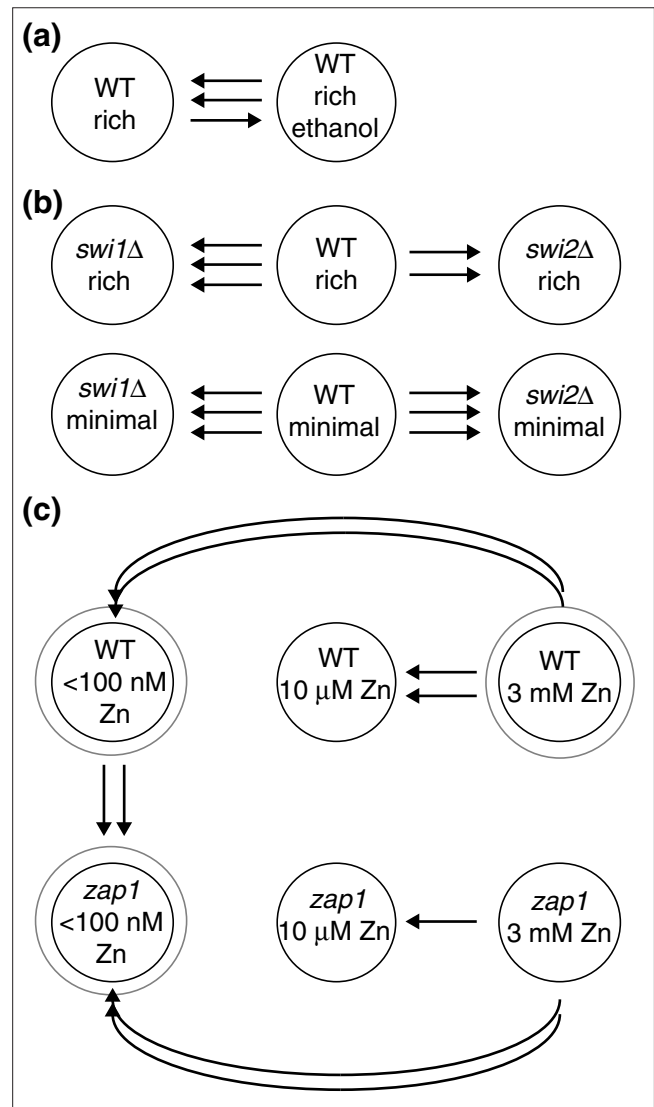 (a)
WT
rich
WT
rich
ethanol
(b)
swi1Δ
rich
WT
rich
swi2Δ
rich
swi1Δ
minimal
WT
minimal
swi2Δ
minimal
(c)
WT
<100 nM
Zn
WT
10 μM Zn
WT
3 mM Zn
zap1
<100 nM
Zn
zap1
10 μM Zn
zap1
3 mM Zn